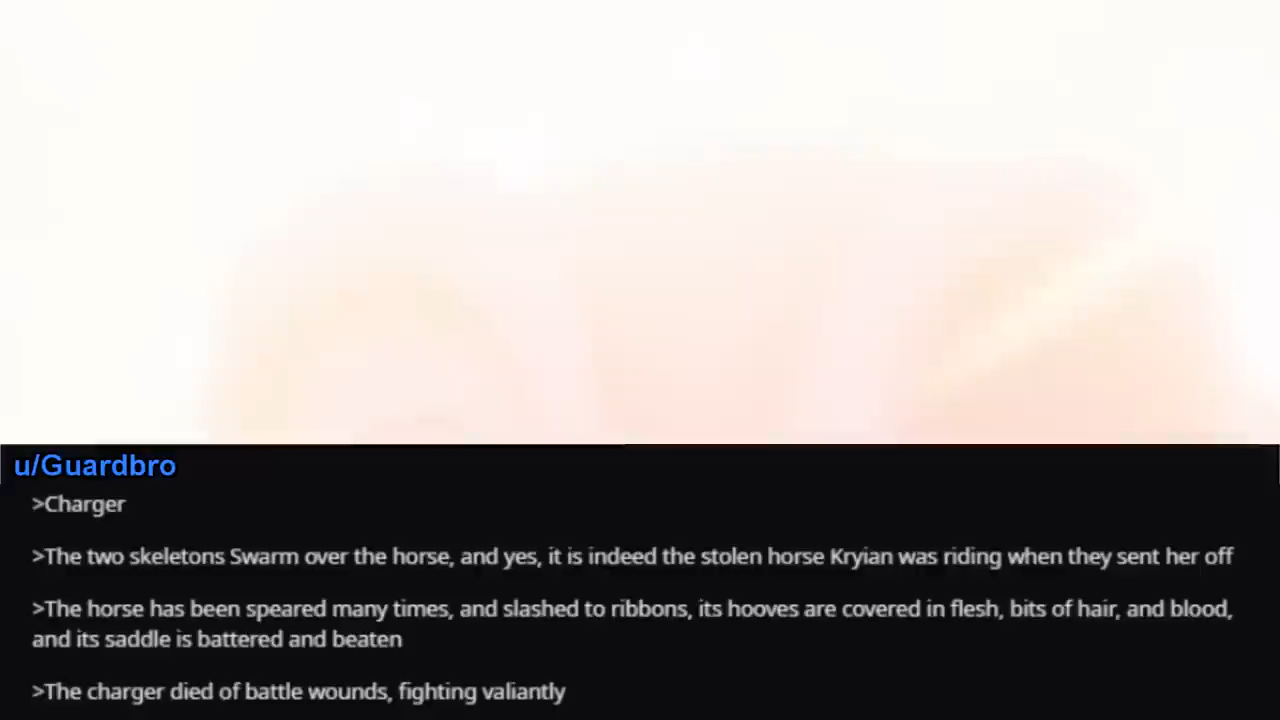 u/Guardbro
>Charger
>The two skeletons Swarm over the horse, and yes, it is indeed the stolen horse Kryian was riding when they sent her off
>The horse has been speared many times, and slashed to ribbons, its hooves are covered in flesh, bits of hair, and blood,
and its saddle is battered and beaten
>The charger died of battle wounds, fighting valiantly